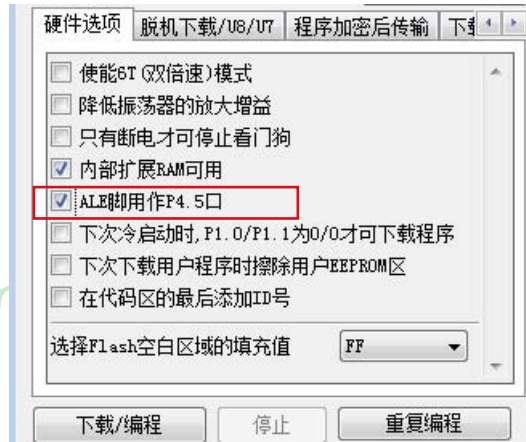 硬件选项 脱机下载/U8/U7 程序加密后传输
使能6T(双倍速)模式
降低振荡器的放大增益
只有断电才可停止看门狗
内部扩展RAM可用
ALE脚用作P4.5口
下次冷启动时,P1.0/P1.1为0/0才可下载程序
下次下载用户程序时擦除用户EEPROM区
在代码区的最后添加ID号
选择Flash空白区域的填充值 FF
下载/编程 停止 重复编程